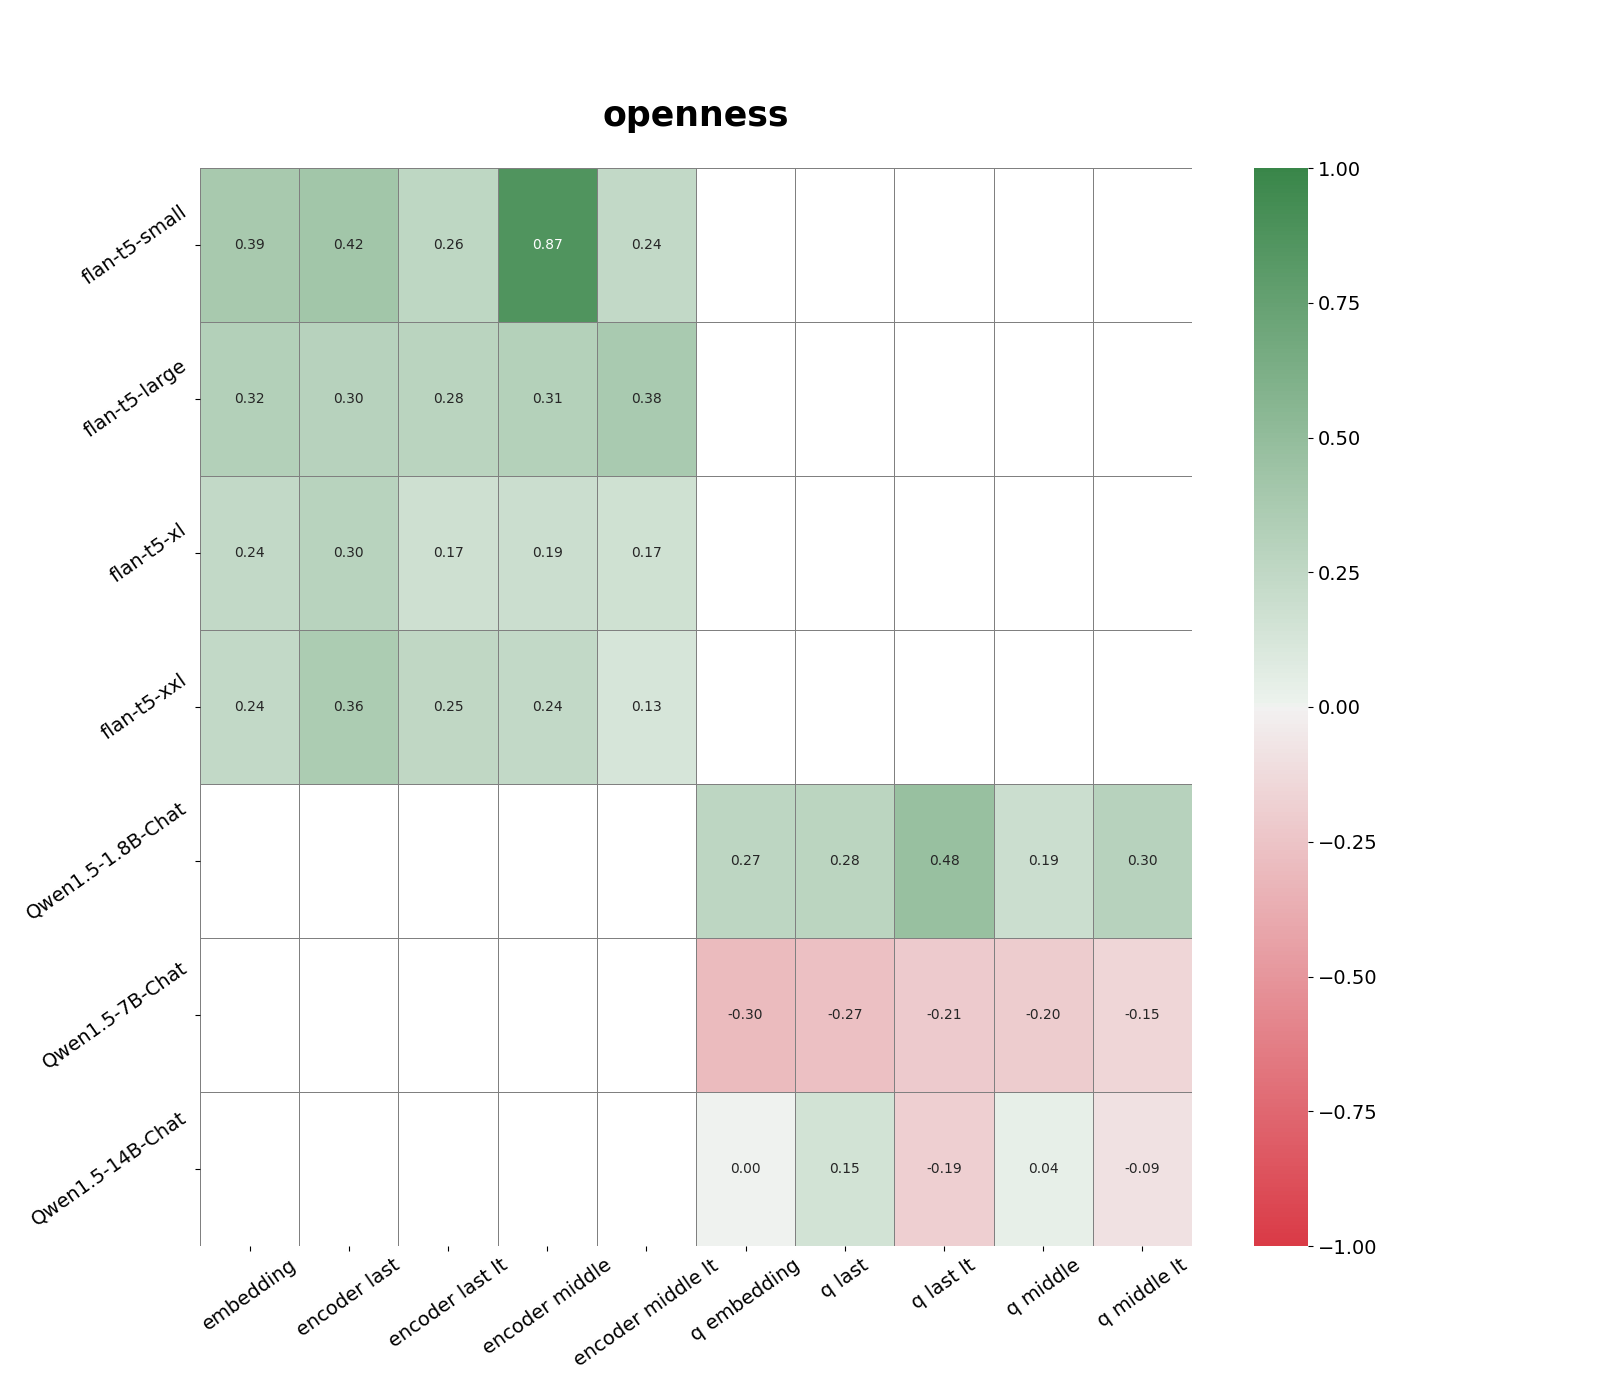 openness
flan-t5-small 0.39 0.42 0.26 0.87 0.24
flan-t5-large 0.32 0.30 0.28 0.31 0.38
flan-t5-xl 0.24 0.30 0.17 0.19 0.17
flan-t5-xxl 0.24 0.36 0.25 0.24 0.13
Qwen1.5-1.8B-Chat 0.27 0.28 0.48 0.19 0.30
Qwen1.5-7B-Chat -0.30 -0.27 -0.21 -0.20 -0.15
Qwen1.5-14B-Chat 0.00 0.15 -0.19 0.04 -0.09
embedding
encoder last
encoder last lt
encoder middle
encoder middle lt
q embedding
q last
q last lt
q middle
q middle lt
1.00
0.75
0.50
0.25
0.00
−0.25
−0.50
−0.75
−1.00